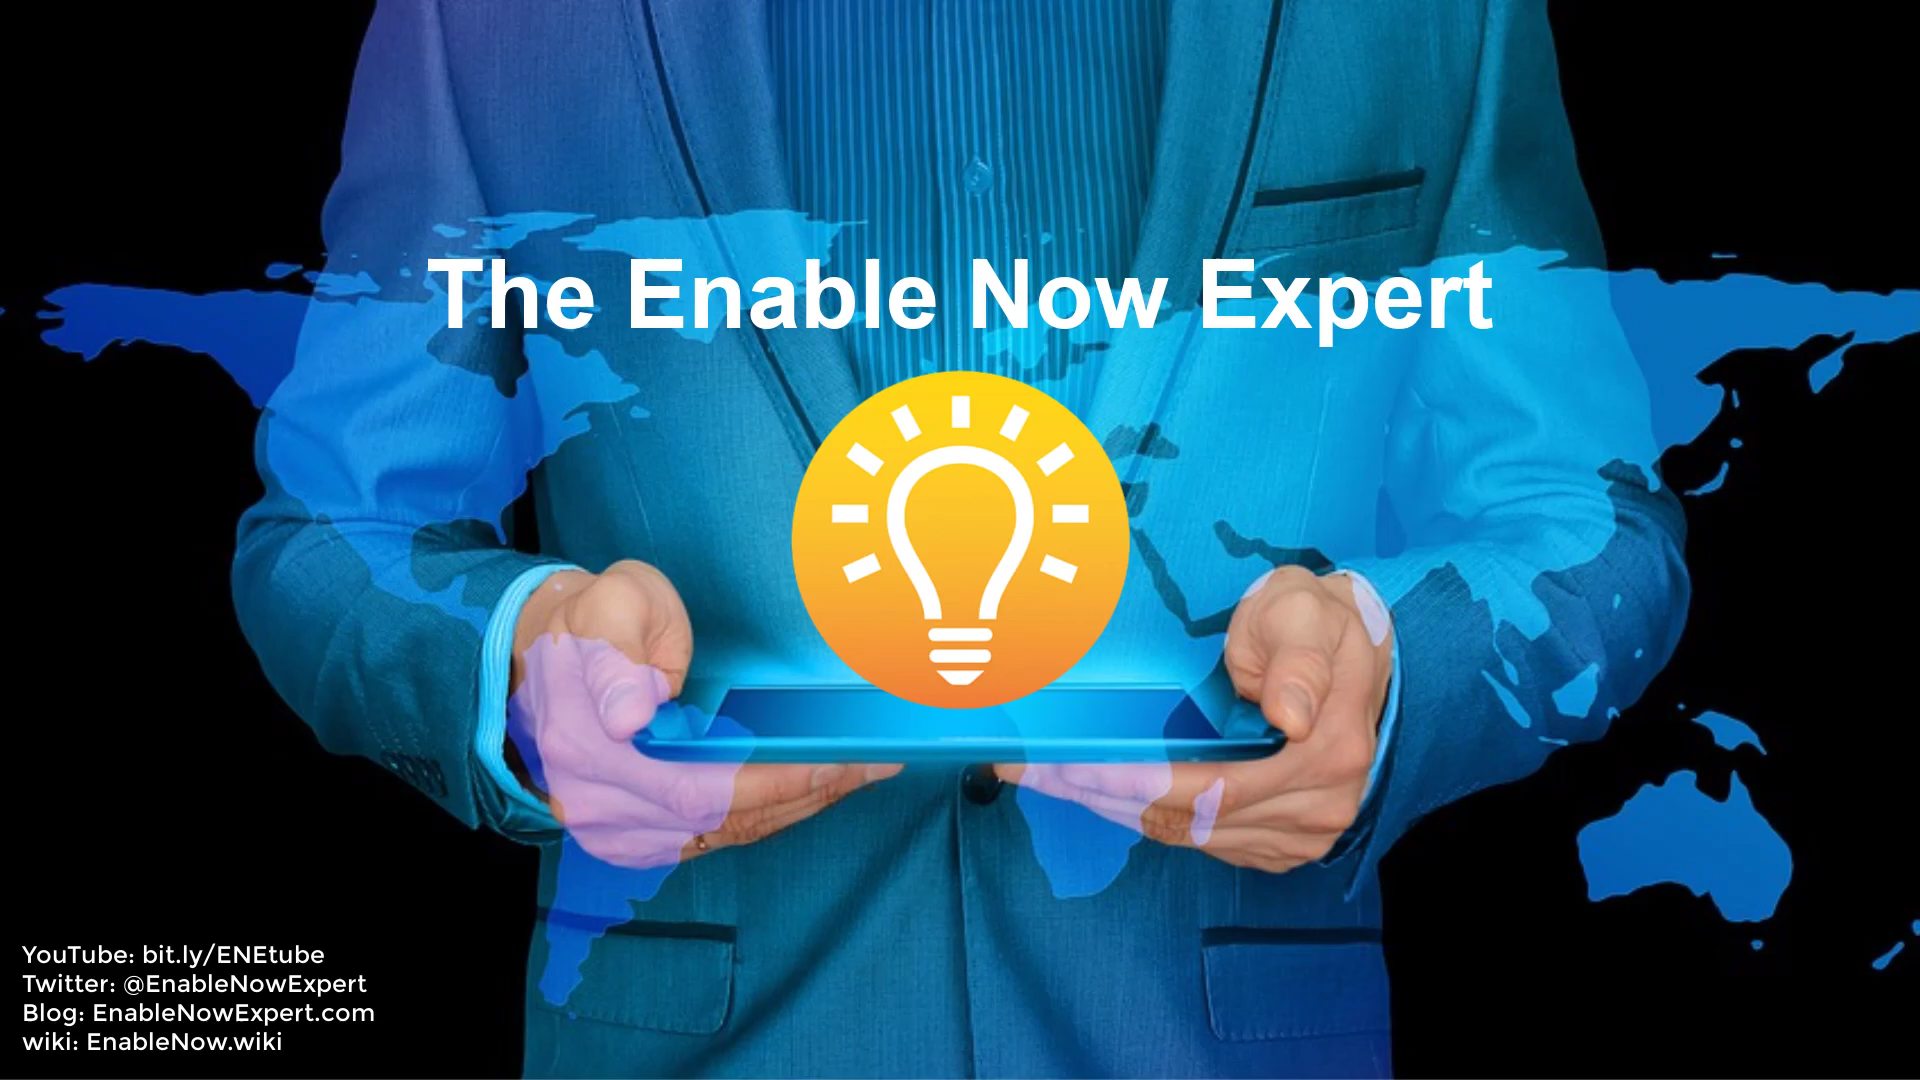 The Enable Now Expert
YouTube: bit.ly/ENEtube
Twitter: @EnableNowExpert
Blog: EnableNowExpert.com
wiki: EnableNow.wiki